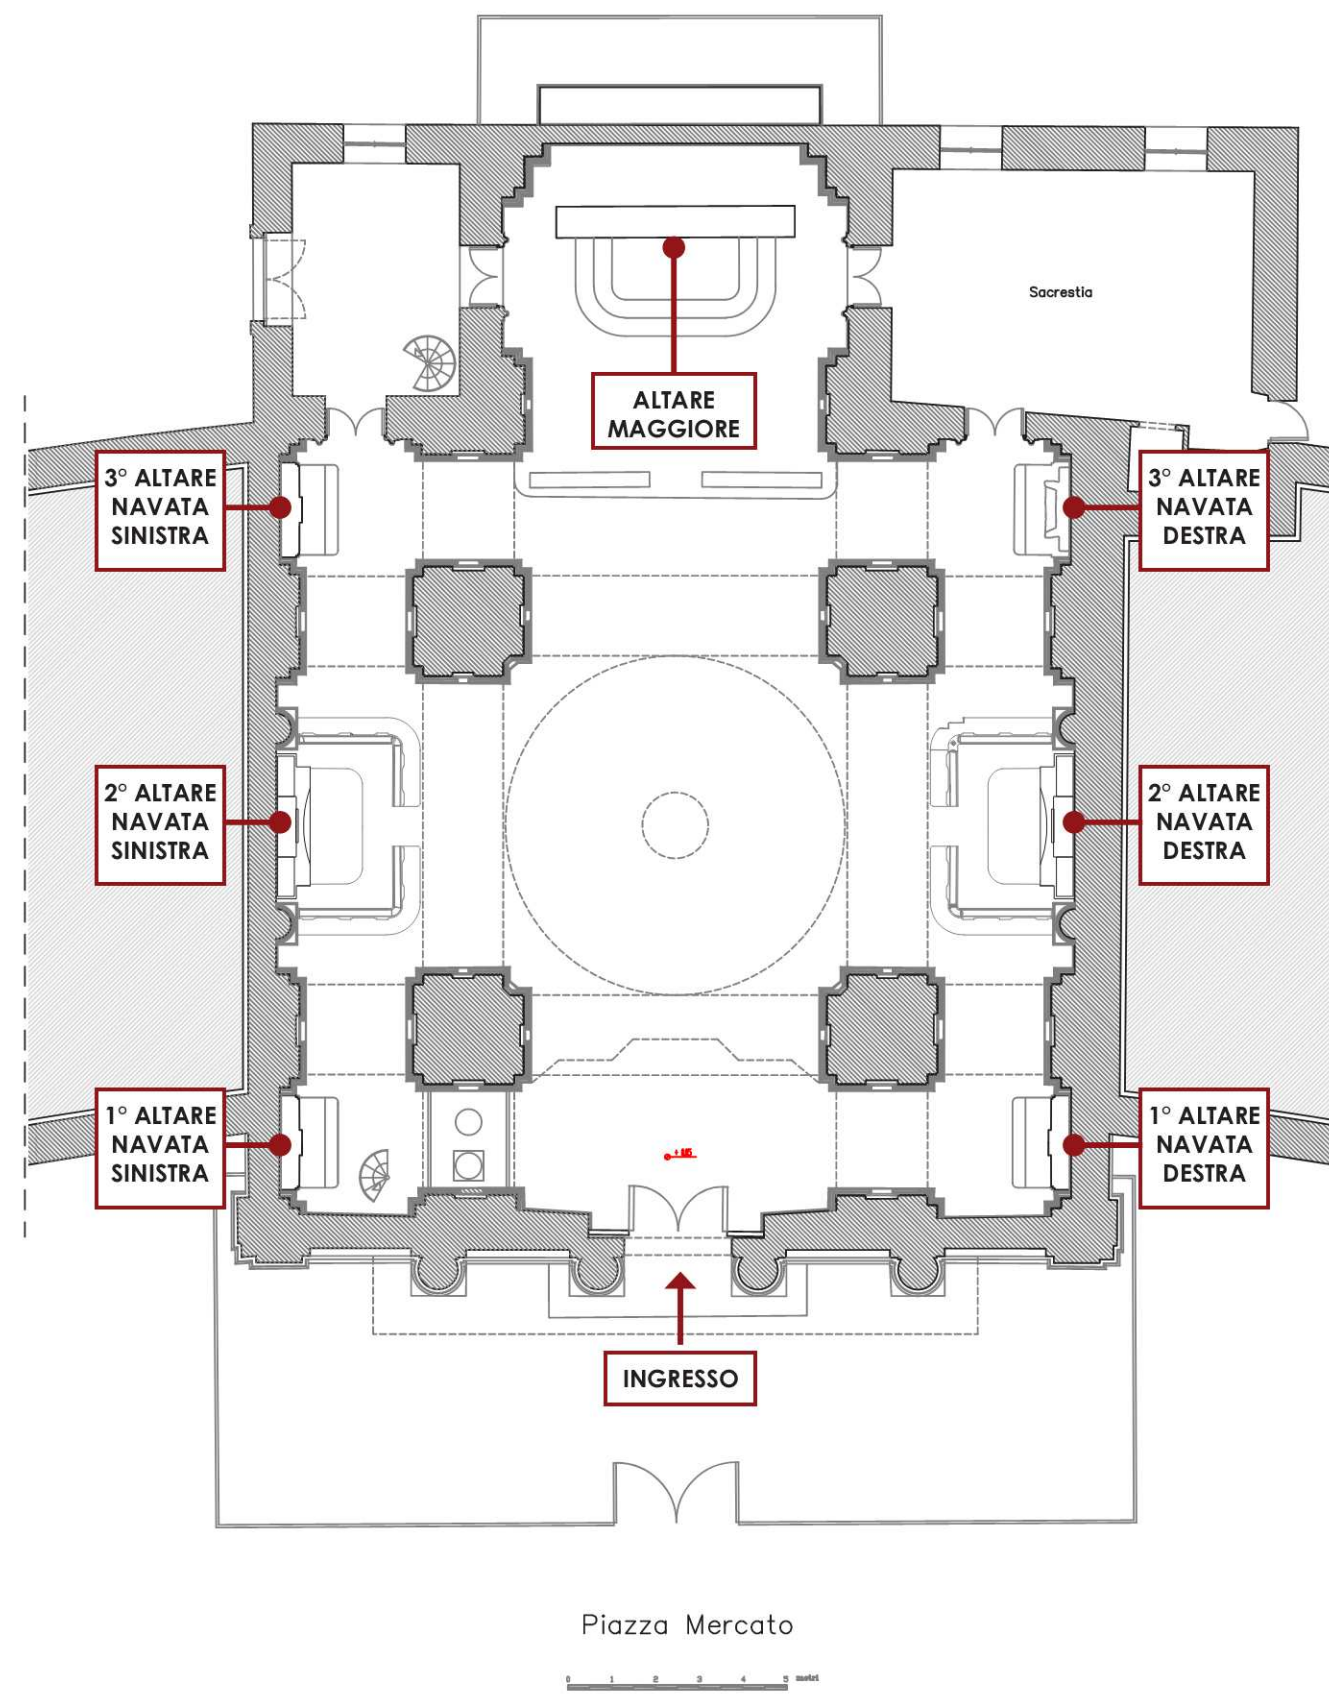 Sacrestia
ALTARE
MAGGIORE
3° ALTARE
NAVATA
SINISTRA
3° ALTARE
NAVATA
DESTRA
2° ALTARE
NAVATA
SINISTRA
2° ALTARE
NAVATA
DESTRA
1° ALTARE
NAVATA
SINISTRA
1° ALTARE
NAVATA
DESTRA
INGRESSO
Piazza Mercato
0 1 2 3 4 5 metri